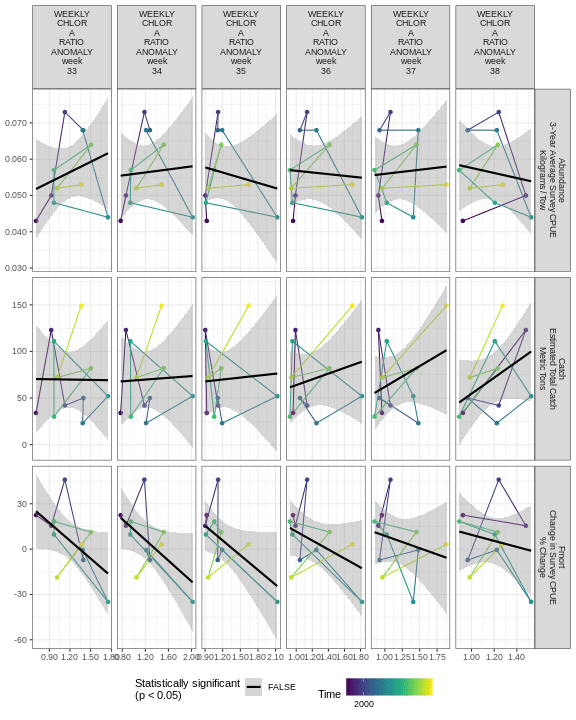 WEEKLY
CHLOR
A
RATIO
ANOMALY
week
33
WEEKLY
CHLOR
A
RATIO
ANOMALY
week
34
WEEKLY
CHLOR
A
RATIO
ANOMALY
week
35
WEEKLY
CHLOR
A
RATIO
ANOMALY
week
36
WEEKLY
CHLOR
A
RATIO
ANOMALY
week
37
WEEKLY
CHLOR
A
RATIO
ANOMALY
week
38
0.070
0.060
0.050
0.040
0.030
Abundance
3-Year Average Survey CPUE
Kilograms / Tow
150
100
50
0
Catch
Estimated Total Catch
Metric Tons
30
0
-30
-60
Fmort
Change in Survey CPUE
% Change
0.90 1.20 1.50 1.80
0.80 1.20 1.60 2.00
0.90 1.20 1.50 1.80 2.10
1.00 1.20 1.40 1.60 1.80
1.00 1.25 1.50 1.75
1.00 1.20 1.40
Statistically significant
(p < 0.05)
FALSE
Time
2000